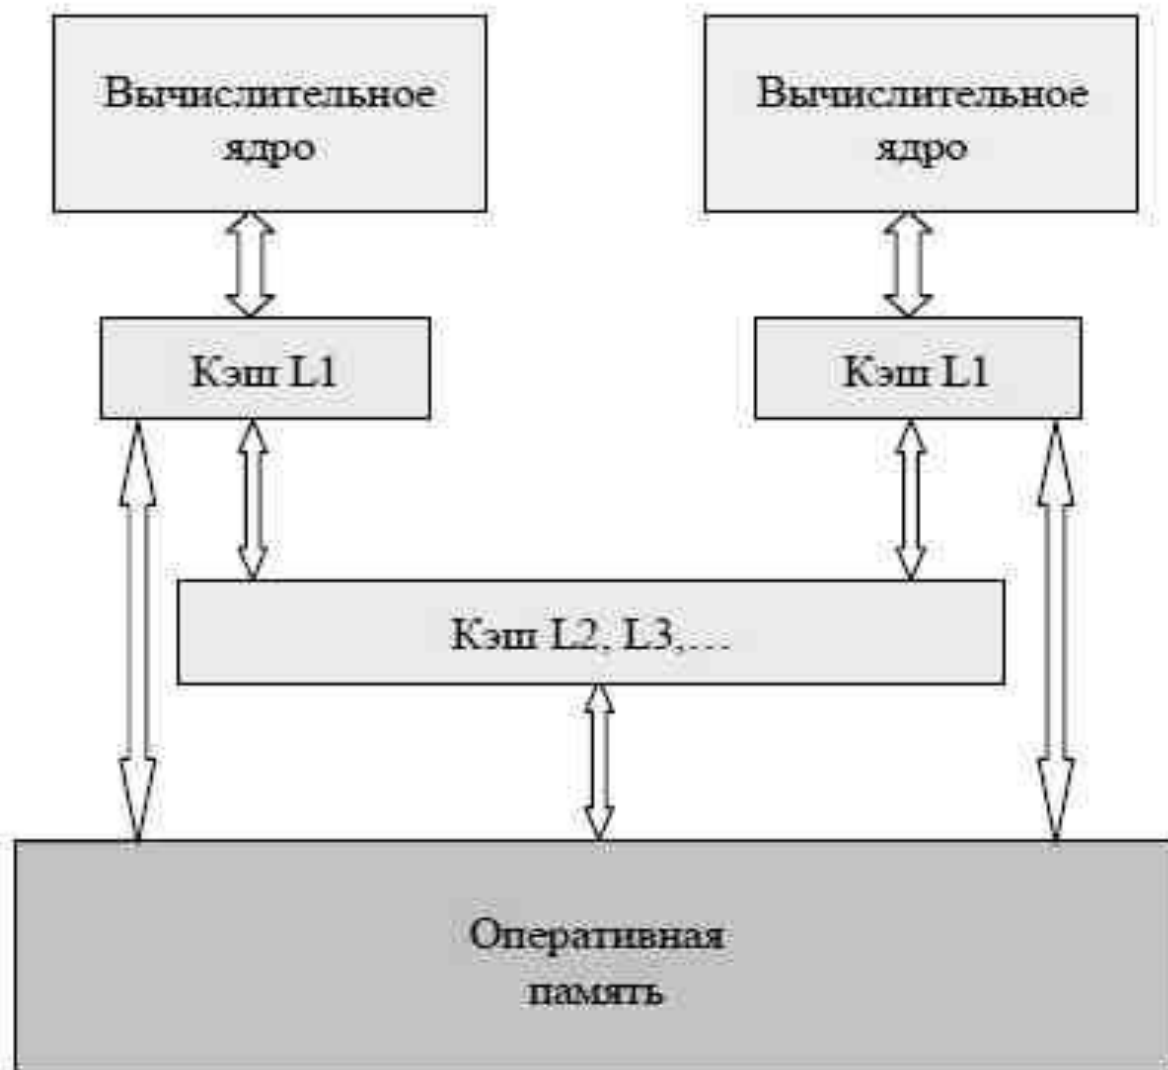 Вычислительное
ядро
Вычислительное
ядро
Кэш L1
Кэш L1
Кэш L2, L3,...
Оперативная
память